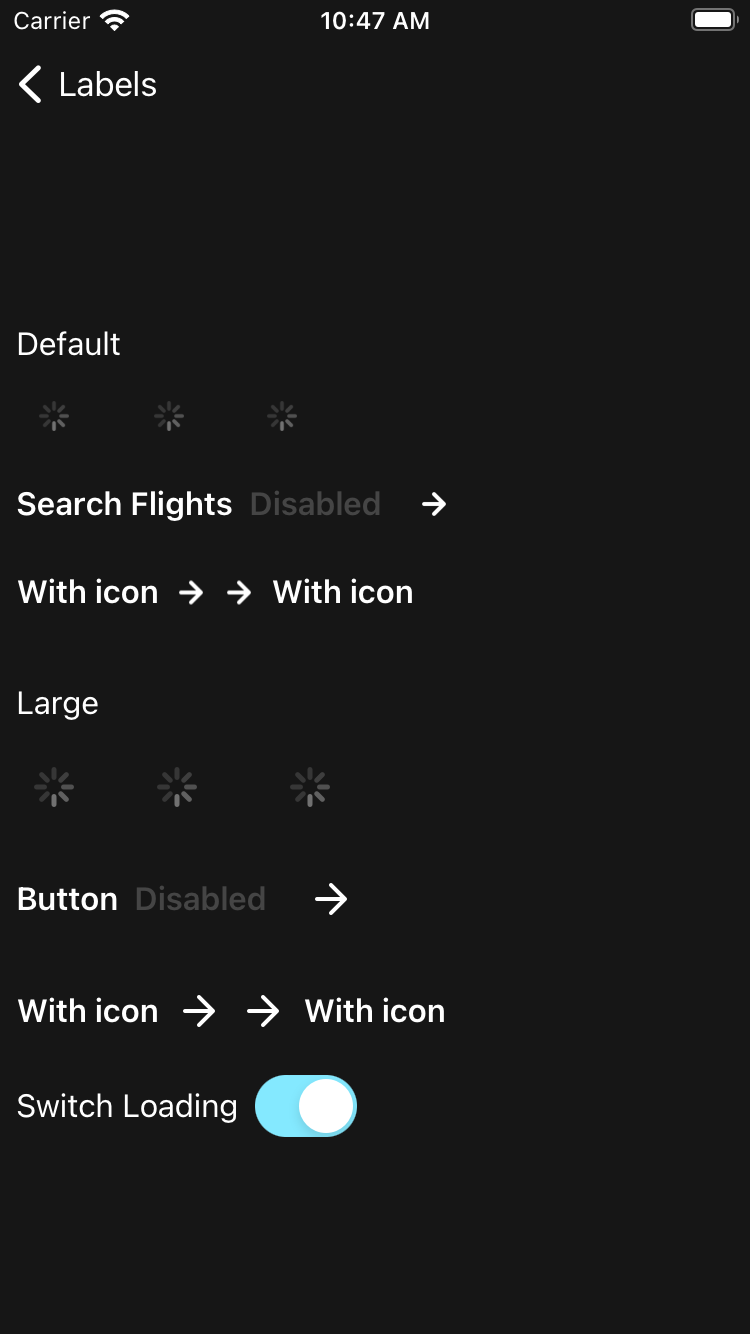 Carrier 10:47 AM
Labels
Default
Search Flights Disabled
With icon With icon
Large
Button Disabled
With icon With icon
Switch Loading